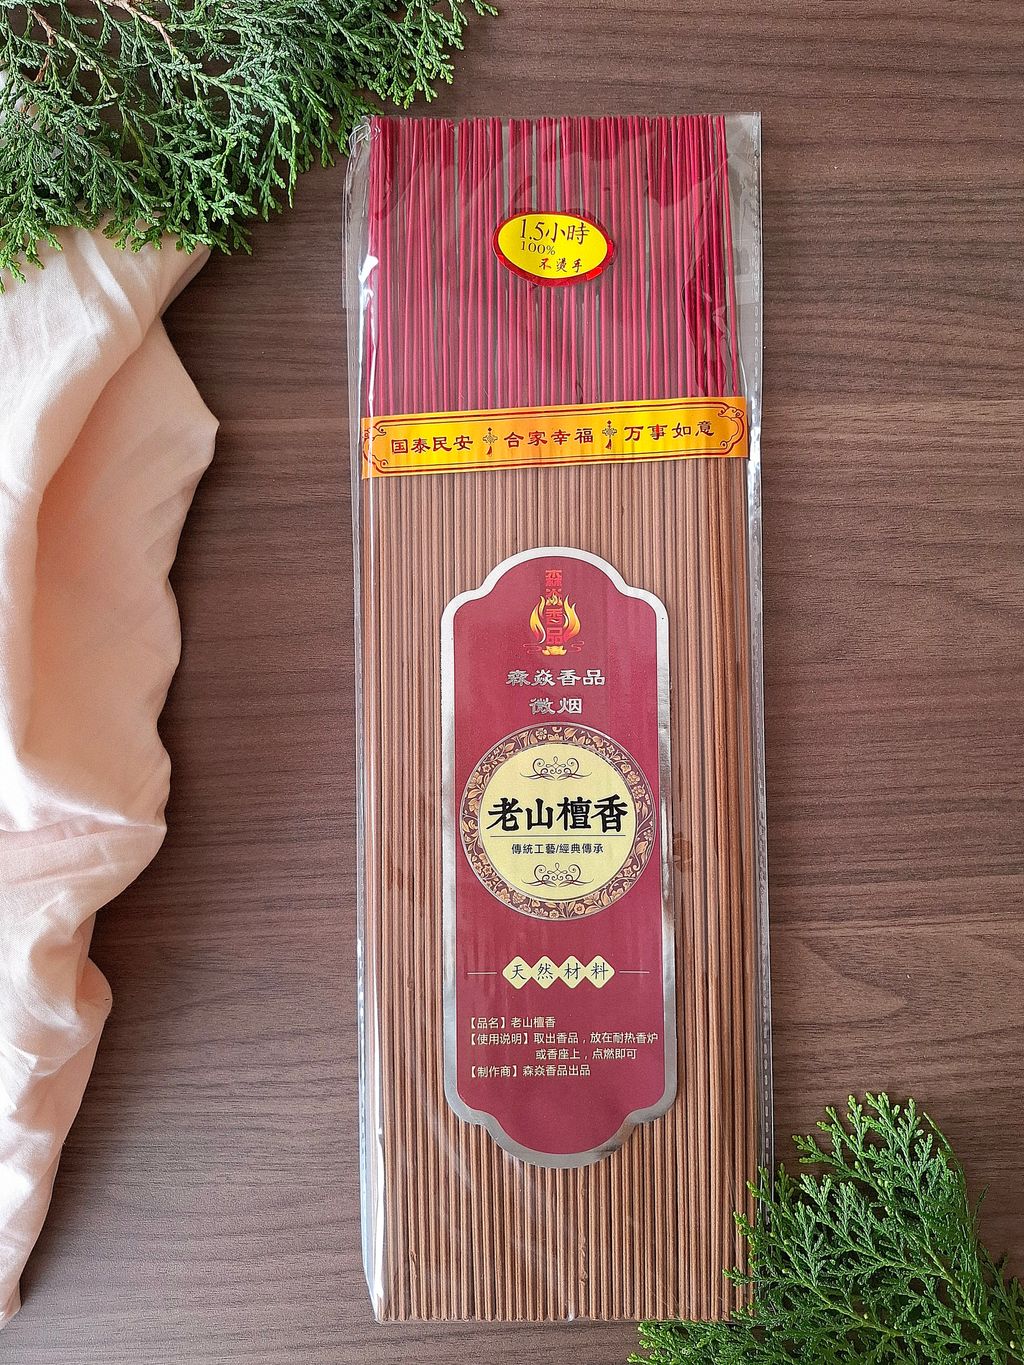 1.5小時
100%
不燙手
国泰民安 合家幸福 万事如意
森焱香品
森焱香品
微烟
老山檀香
傳統工藝/經典傳承
天然材料
【品名】老山檀香
【使用说明】取出香品，放在耐热香炉
或香座上，点燃即可
【制作商】森焱香品出品